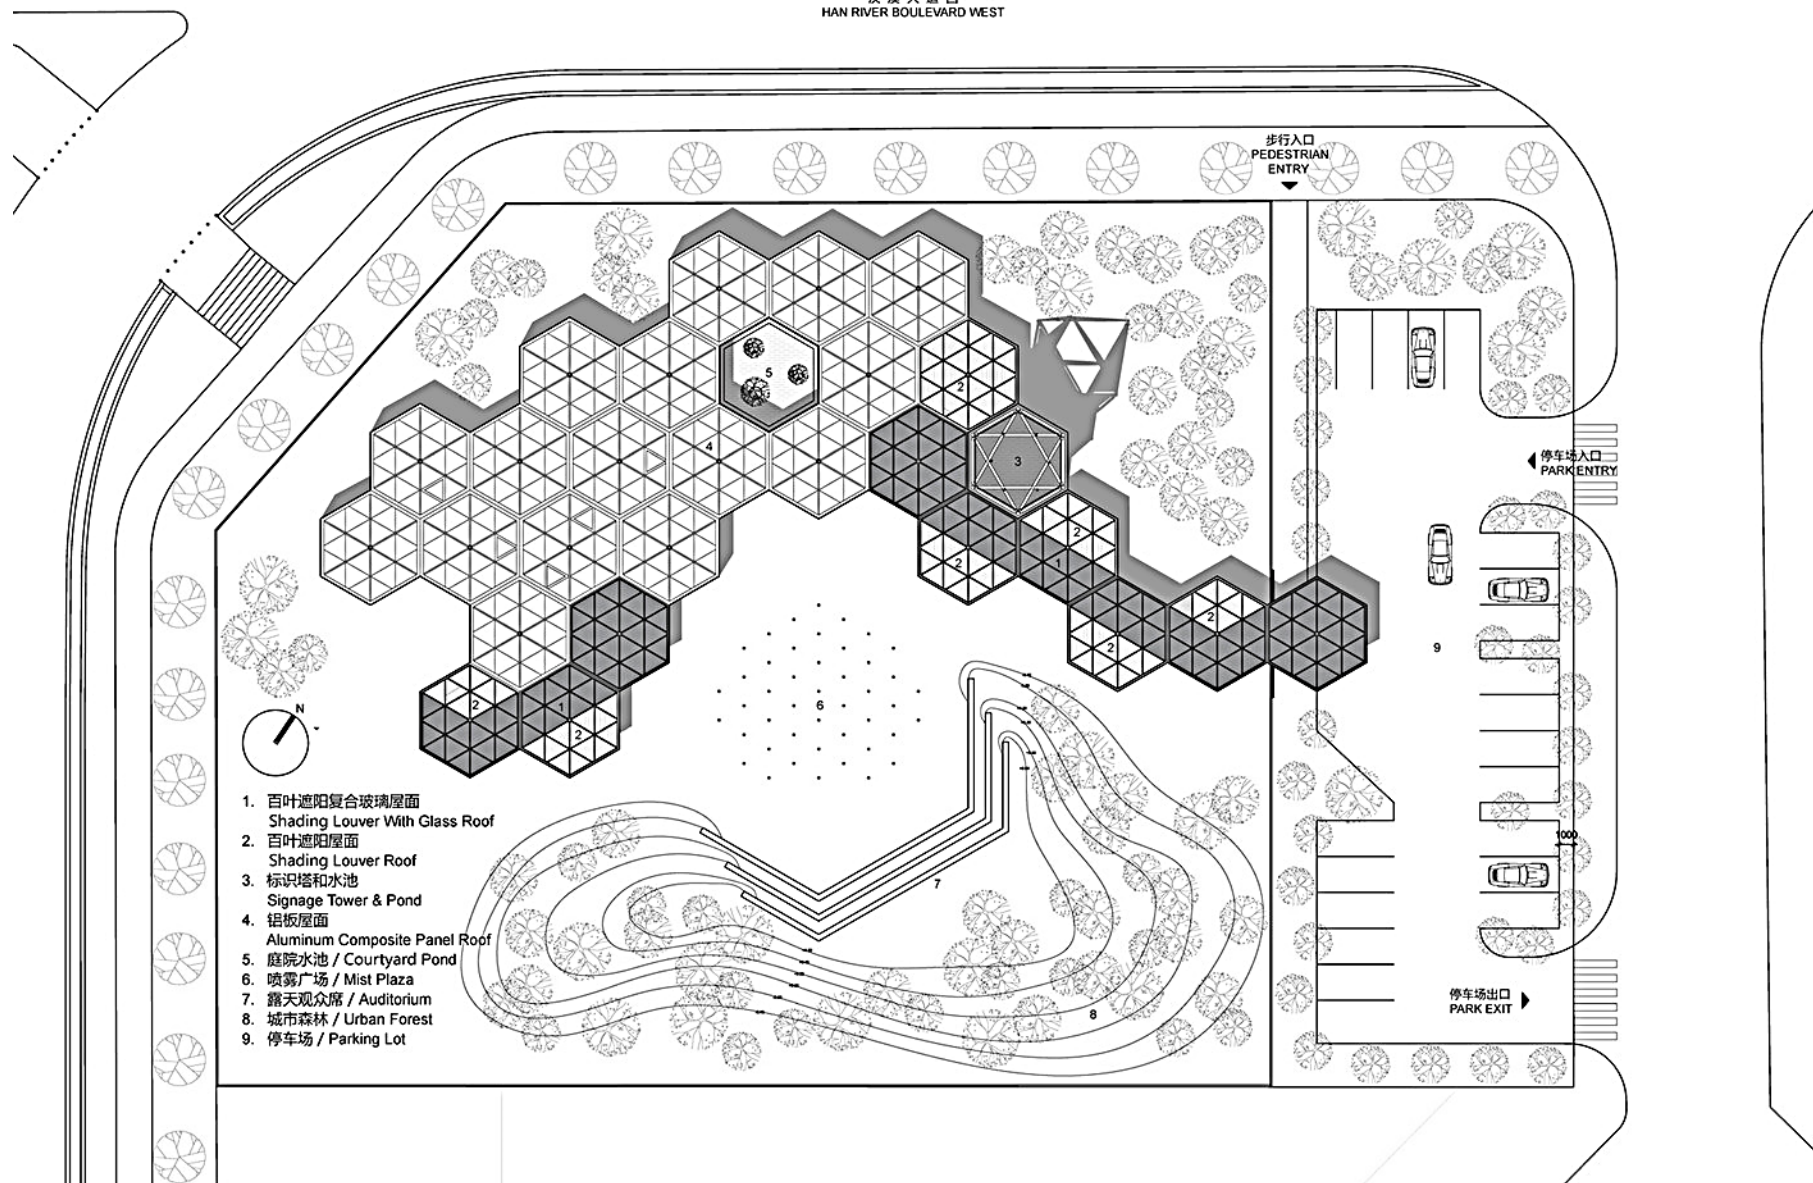 HAN RIVER BOULEVARD WEST
步行入口
PEDESTRIAN
ENTRY
5
2
4
3
2
停车场入口
PARK ENTRY
2
1
2
2
9
2
2
1
6
2
N
1. 百叶遮阳复合玻璃屋面
Shading Louver With Glass Roof
2. 百叶遮阳屋面
Shading Louver Roof
3. 标识塔和水池
Signage Tower & Pond
4. 铝板屋面
Aluminum Composite Panel Roof
5. 庭院水池 / Courtyard Pond
6. 喷雾广场 / Mist Plaza
7. 露天观众席 / Auditorium
8. 城市森林 / Urban Forest
9. 停车场 / Parking Lot
1000
7
8
停车场出口
PARK EXIT